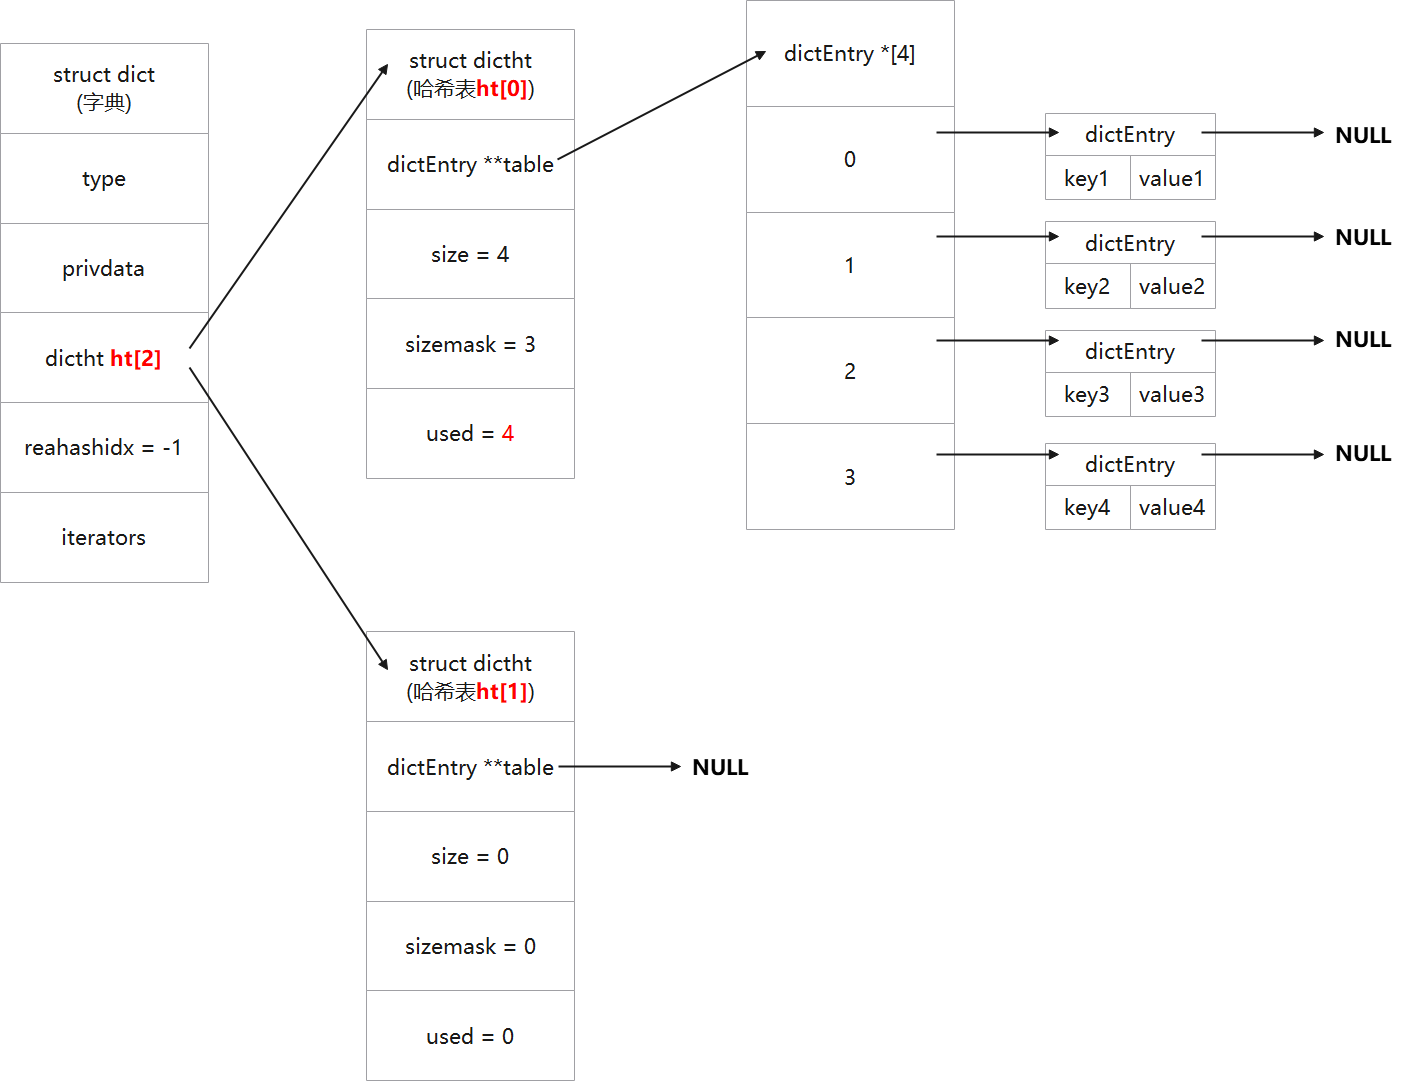 struct dict
(字典)
type
privdata
dictht ht[2]
reahashidx = -1
iterators
struct dictht
(哈希表ht[0])
dictEntry **table
size = 4
sizemask = 3
used = 4
dictEntry *[4]
0
1
2
3
dictEntry
key1
value1
NULL
dictEntry
key2
value2
NULL
dictEntry
key3
value3
NULL
dictEntry
key4
value4
NULL
struct dictht
(哈希表ht[1])
dictEntry **table
NULL
size = 0
sizemask = 0
used = 0